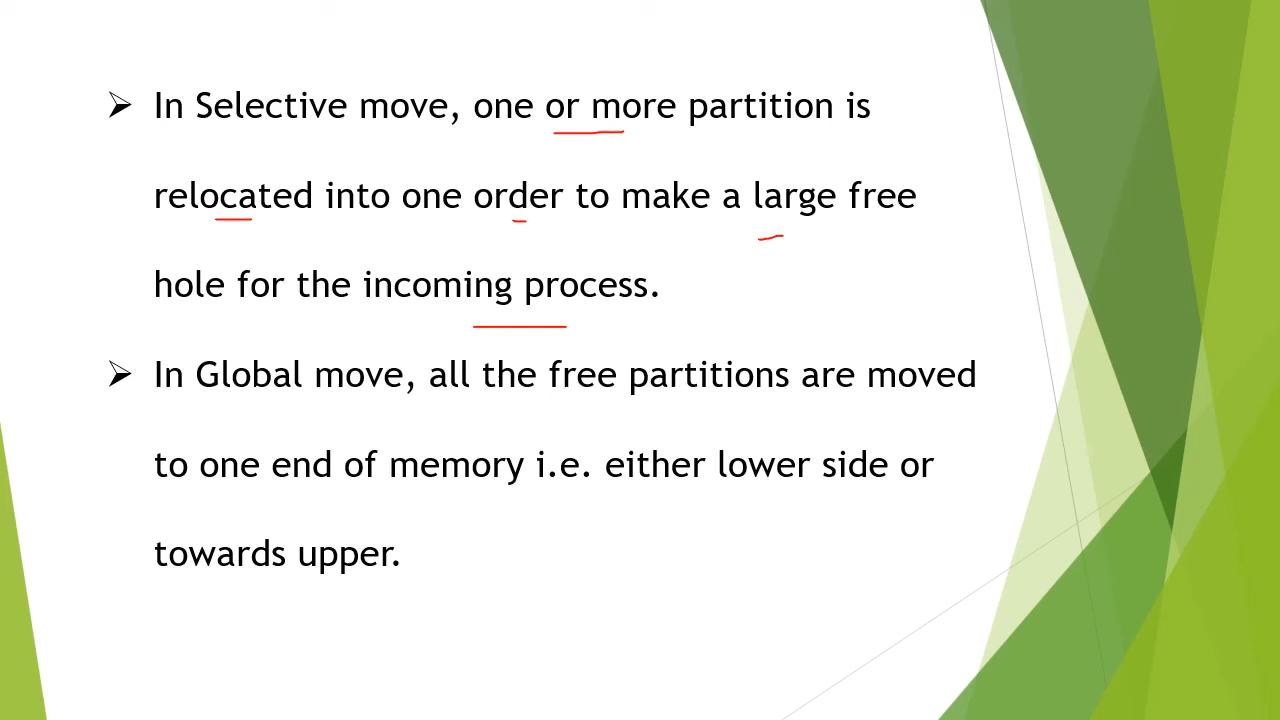 In Selective move, one or more partition is
relocated into one order to make a large free
hole for the incoming process.
In Global move, all the free partitions are moved
to one end of memory i.e. either lower side or
towards upper.